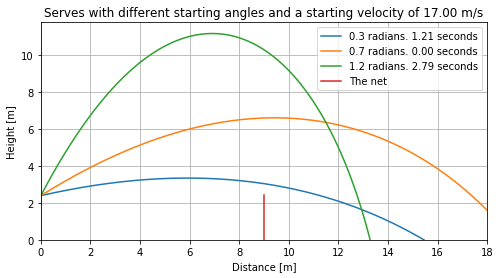 Serves with different starting angles and a starting velocity of 17.00 m/s
0.3 radians. 1.21 seconds
0.7 radians. 0.00 seconds
1.2 radians. 2.79 seconds
The net
Height [m]
10
8
6
4
2
0
0 2 4 6 8 10 12 14 16 18
Distance [m]